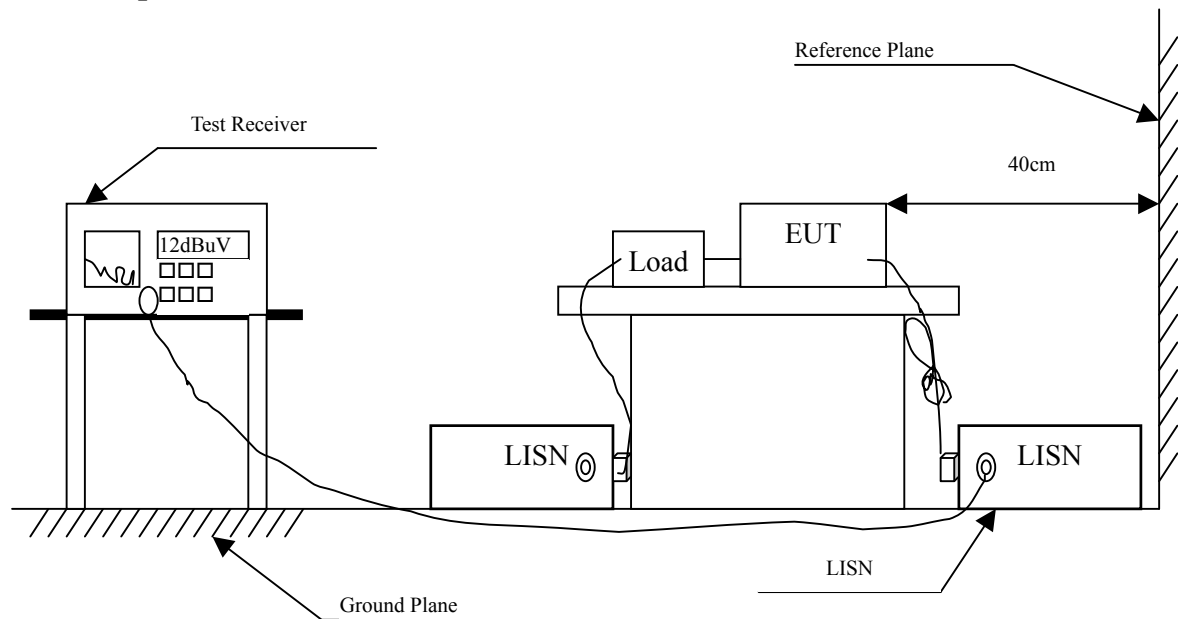 Reference Plane
Test Receiver
40cm
12dBuV
EUT
Load
LISN
LISN
LISN
Ground Plane